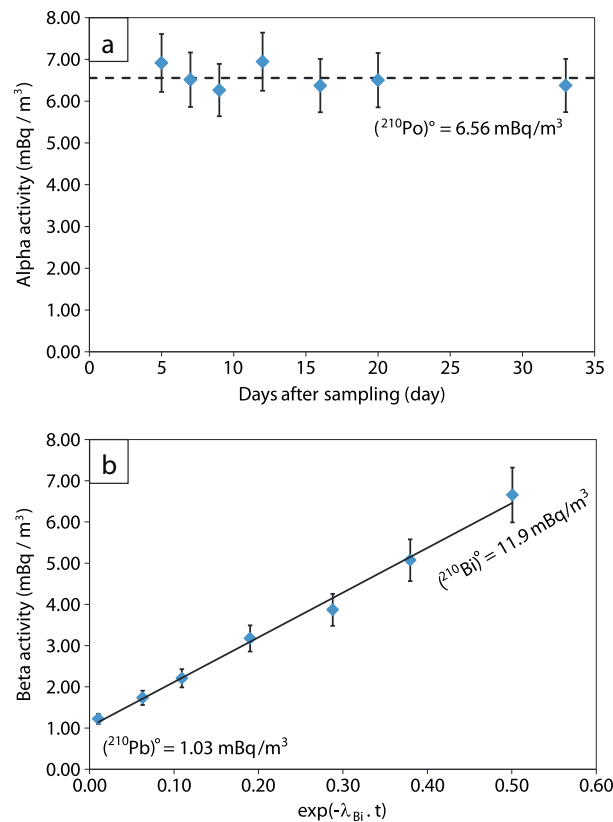 a
8.00
7.00
6.00
5.00
4.00
3.00
2.00
1.00
0.00
Alpha activity (mBq / m³)
(²¹⁰Po)° = 6.56 mBq/m³
0 5 10 15 20 25 30 35
Days after sampling (day)
b
8.00
7.00
6.00
5.00
4.00
3.00
2.00
1.00
0.00
Beta activity (mBq / m³)
(²¹⁰Bi)° = 11.9 mBq/m³
(²¹⁰Pb)° = 1.03 mBq/m³
0.00 0.10 0.20 0.30 0.40 0.50 0.60
exp(-λBi . t)